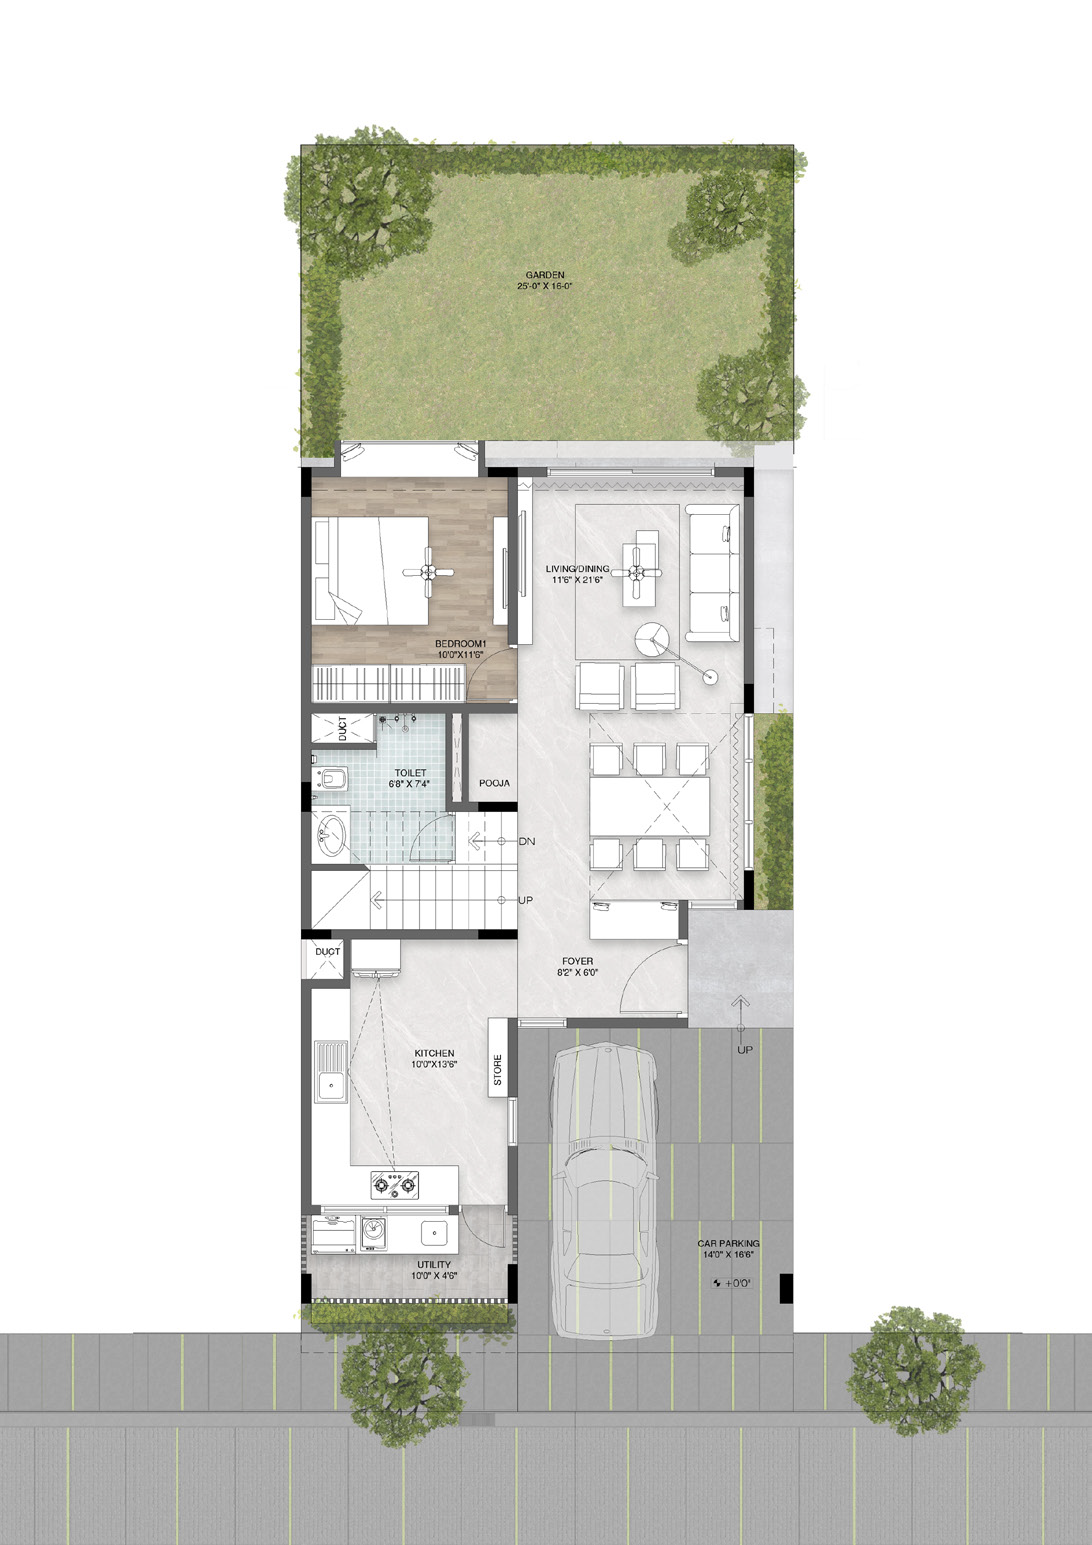 GARDEN
25'-0" X 16-0"
LIVING/DINING
11'6" X 21'6"
BEDROOM1
10'0"X11'6"
DUCT
TOILET
6'8" X 7'4"
POOJA
DN
UP
DUCT
FOYER
8'2" X 6'0"
KITCHEN
10'0"X13'6"
STORE
UP
CAR PARKING
14'0" X 16'6"
+0'0'
UTILITY
10'0" X 4'6"